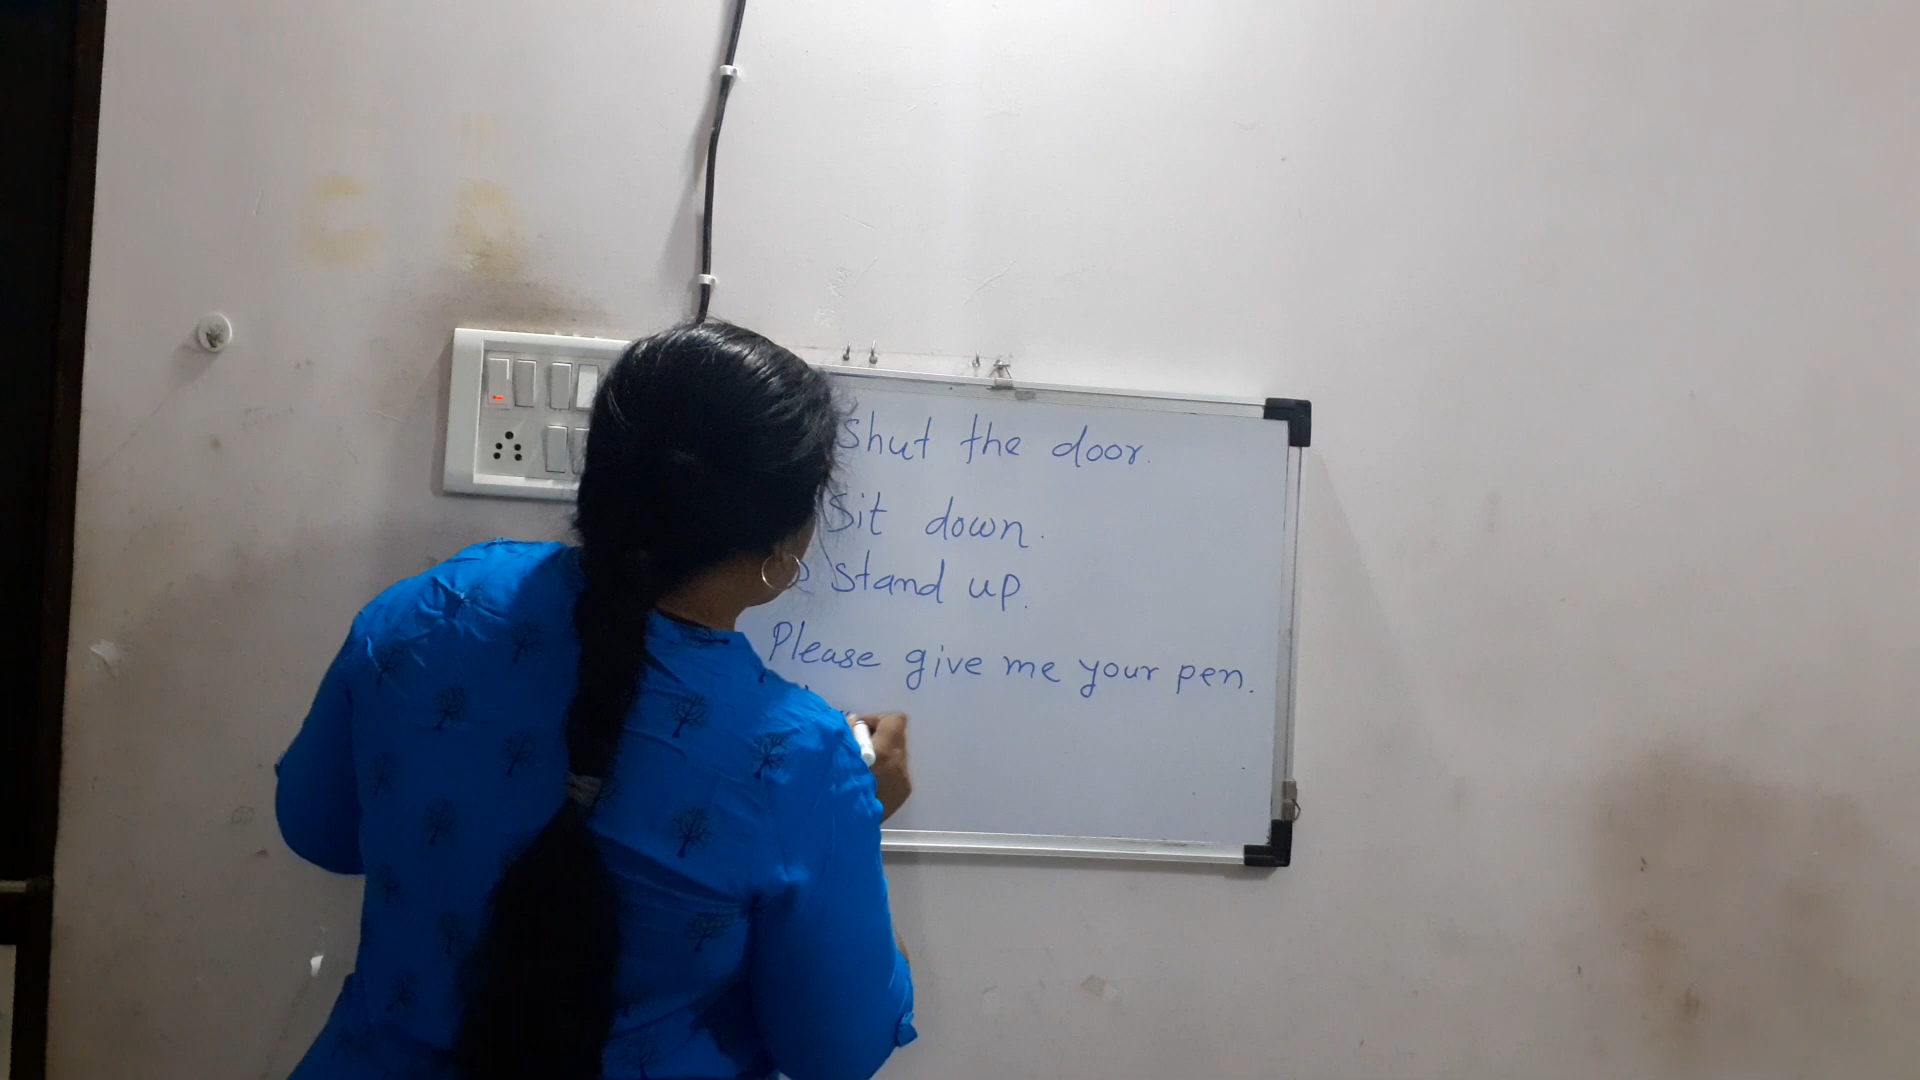 Shut the door.
Sit down.
Stand up.
Please give me your pen.